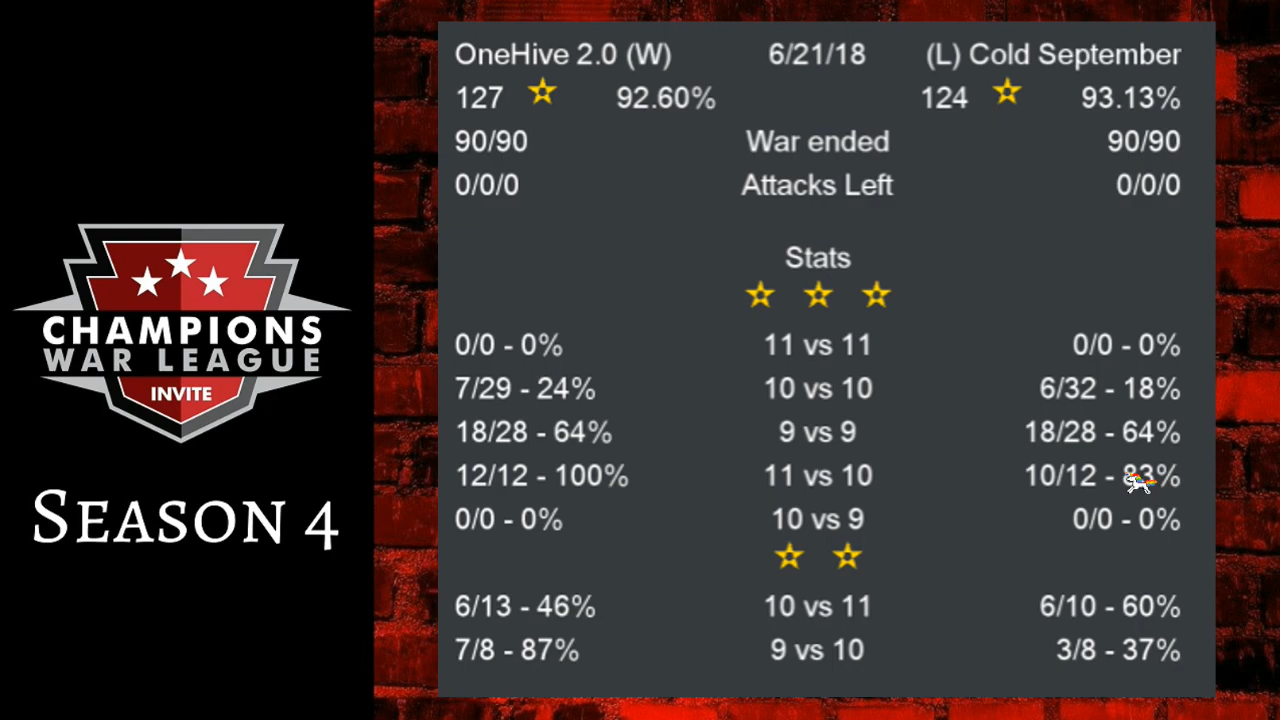 CHAMPIONS
WAR LEAGUE
INVITE
SEASON 4
OneHive 2.0 (W) 6/21/18 (L) Cold September
127 92.60% 124 93.13%
90/90 War ended 90/90
0/0/0 Attacks Left 0/0/0
Stats
0/0 - 0% 11 vs 11 0/0 - 0%
7/29 - 24% 10 vs 10 6/32 - 18%
18/28 - 64% 9 vs 9 18/28 - 64%
12/12 - 100% 11 vs 10 10/12 - 83%
0/0 - 0% 10 vs 9 0/0 - 0%
6/13 - 46% 10 vs 11 6/10 - 60%
7/8 - 87% 9 vs 10 3/8 - 37%